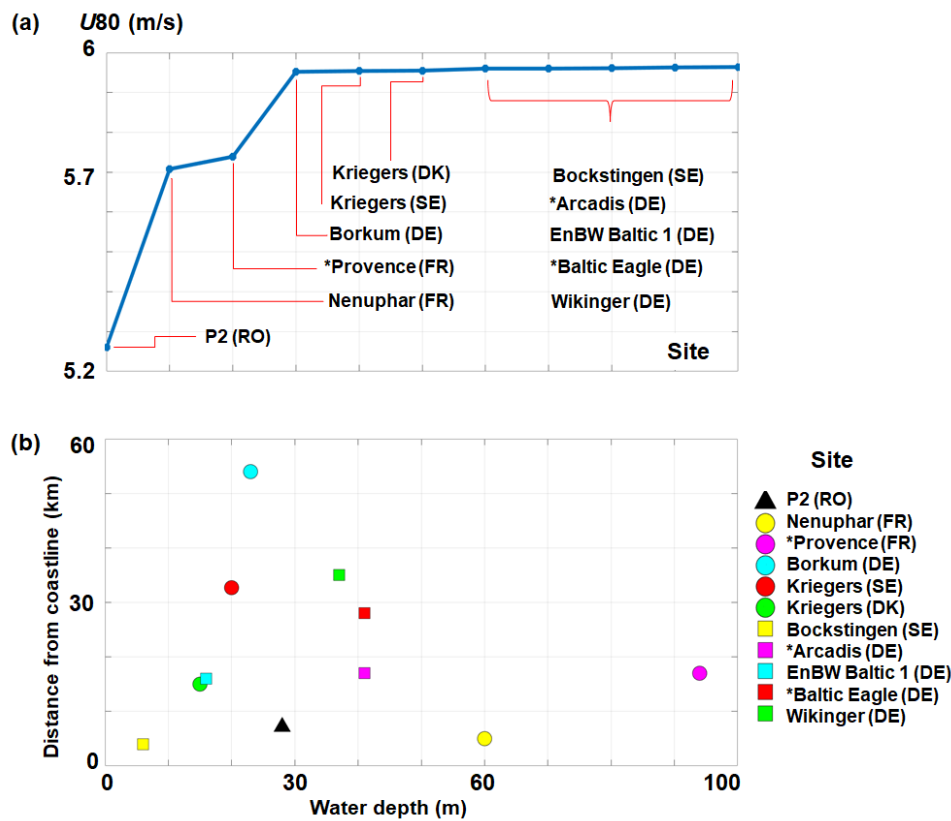 (a) U80 (m/s)
6
5.7
5.2
Kriegers (DK)
Kriegers (SE)
Borkum (DE)
*Provence (FR)
Nenuphar (FR)
P2 (RO)
Bockstingen (SE)
*Arcadis (DE)
EnBW Baltic 1 (DE)
*Baltic Eagle (DE)
Wikinger (DE)
Site
(b)
Distance from coastline (km)
60
30
0
0 30 60 100
Water depth (m)
Site
P2 (RO)
Nenuphar (FR)
*Provence (FR)
Borkum (DE)
Kriegers (SE)
Kriegers (DK)
Bockstingen (SE)
*Arcadis (DE)
EnBW Baltic 1 (DE)
*Baltic Eagle (DE)
Wikinger (DE)